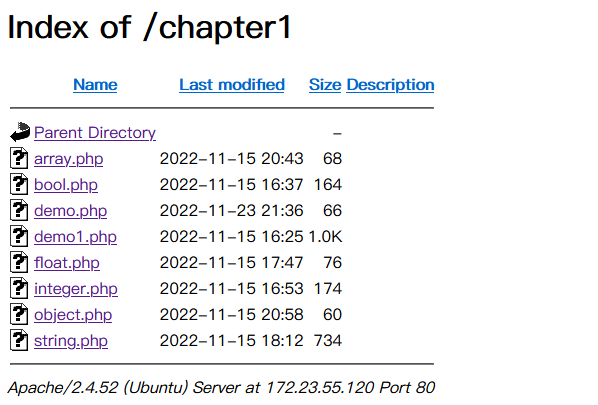 Index of /chapter1
Name Last modified Size Description
Parent Directory -
? array.php 2022-11-15 20:43 68
? bool.php 2022-11-15 16:37 164
? demo.php 2022-11-23 21:36 66
? demo1.php 2022-11-15 16:25 1.0K
? float.php 2022-11-15 17:47 76
? integer.php 2022-11-15 16:53 174
? object.php 2022-11-15 20:58 60
? string.php 2022-11-15 18:12 734
Apache/2.4.52 (Ubuntu) Server at 172.23.55.120 Port 80